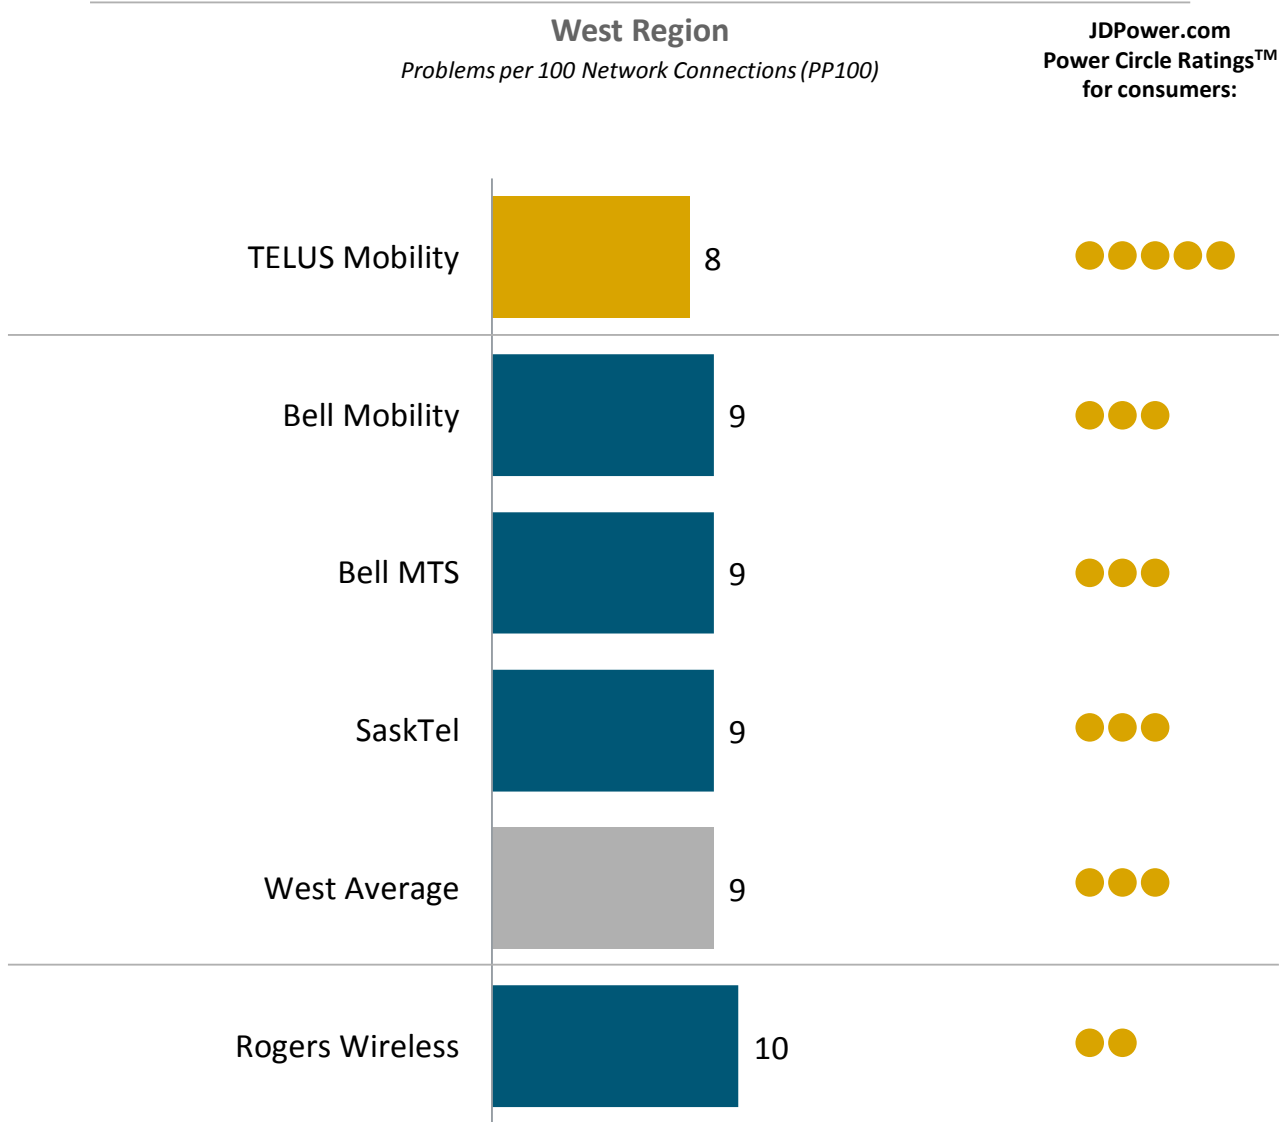 West Region
Problems per 100 Network Connections (PP100)
JDPower.com
Power Circle Ratings™
for consumers:
TELUS Mobility
8
Bell Mobility
9
Bell MTS
9
SaskTel
9
West Average
9
Rogers Wireless
10